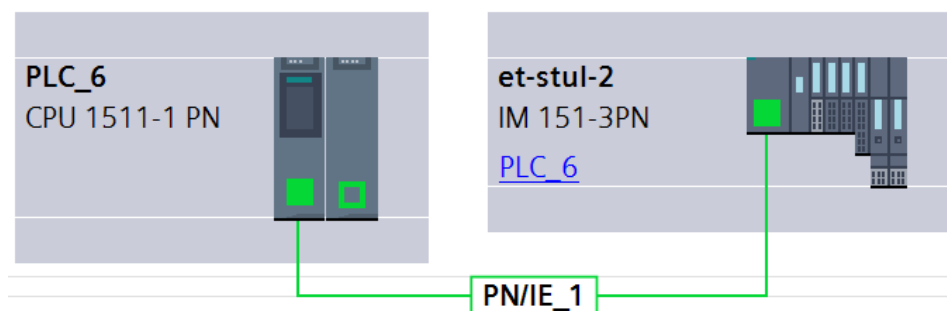 PLC_6
CPU 1511-1 PN
et-stul-2
IM 151-3PN
PLC_6
PN/IE_1